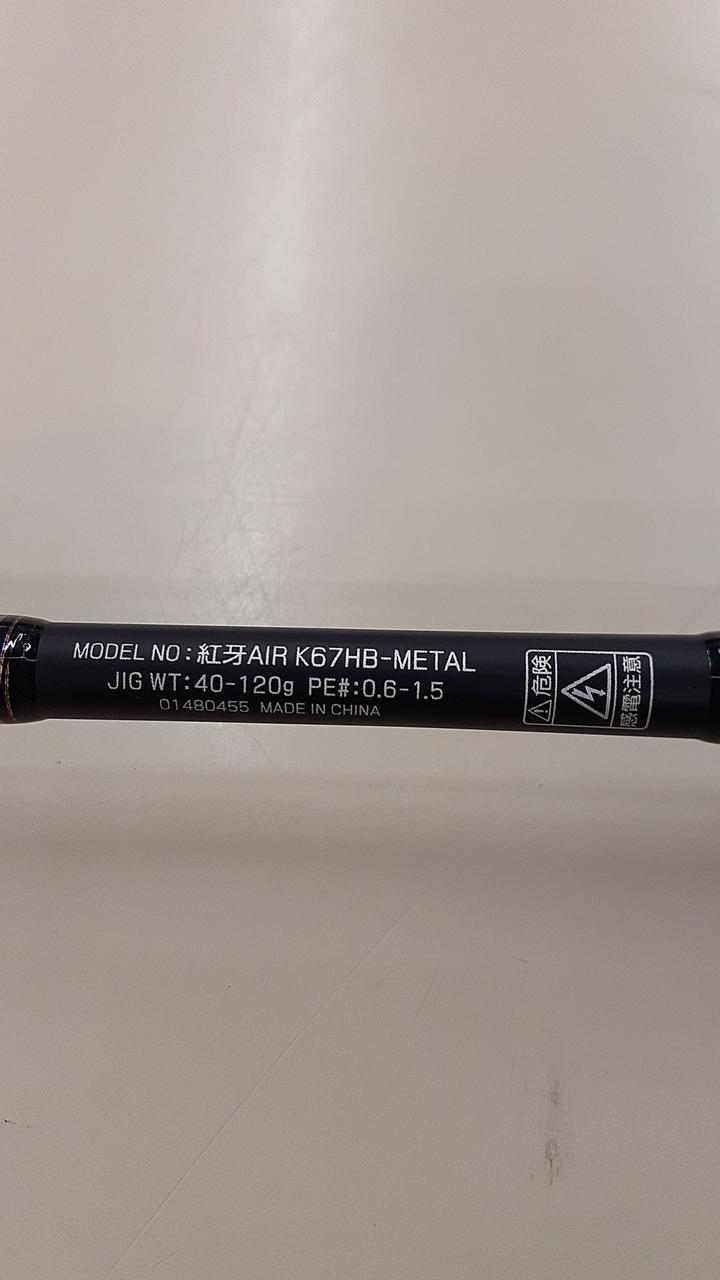 MODEL NO:紅牙AIR K67HB-METAL
JIG WT:40-120g PE#:0.6-1.5
01480455 MADE IN CHINA
危険
感電注意